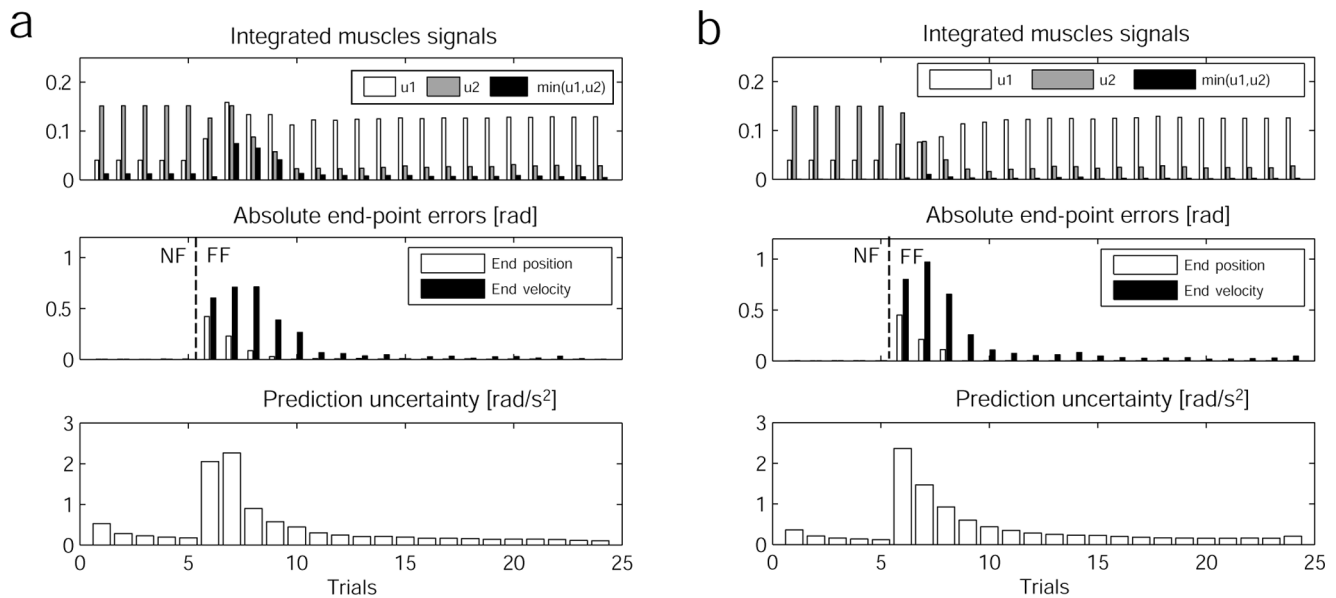 a
Integrated muscles signals
0.2
0.1
0
u1 u2 min(u1,u2)
Absolute end-point errors [rad]
1
0.5
0
NF FF
End position
End velocity
Prediction uncertainty [rad/s²]
3
2
1
0
0 5 10 15 20 25
Trials
b
Integrated muscles signals
0.2
0.1
0
u1 u2 min(u1,u2)
Absolute end-point errors [rad]
1
0.5
0
NF FF
End position
End velocity
Prediction uncertainty [rad/s²]
3
2
1
0
0 5 10 15 20 25
Trials